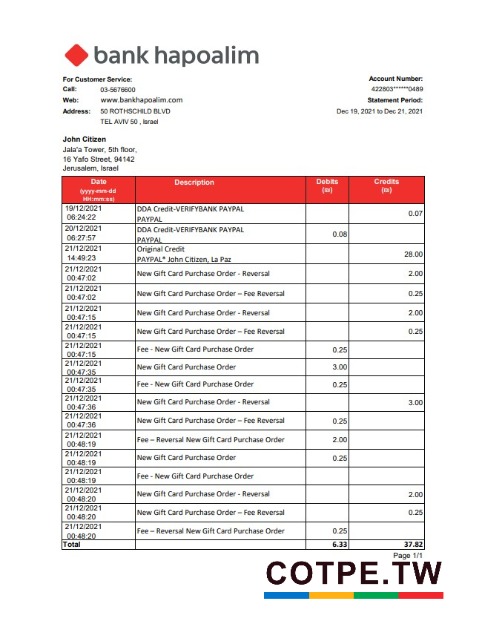 bank hapoalim
For Customer Service:
Call: 03-5676600
Web: www.bankhapoalim.com
Address: 50 ROTHSCHILD BLVD
TEL AVIV 50 , Israel
Account Number:
422803******0489
Statement Period:
Dec 19, 2021 to Dec 21, 2021
John Citizen
Jala'a Tower, 5th floor,
16 Yafo Street, 94142
Jerusalem, Israel
Date (yyyy-mm-dd HH:mm:ss) Description Debits (₪) Credits (₪)
19/12/2021 06:24:22 DDA Credit-VERIFYBANK PAYPAL PAYPAL 0.07
20/12/2021 06:27:57 DDA Credit-VERIFYBANK PAYPAL PAYPAL 0.08
21/12/2021 14:49:23 Original Credit PAYPAL* John Citizen, La Paz 28.00
21/12/2021 00:47:02 New Gift Card Purchase Order - Reversal 2.00
21/12/2021 00:47:02 New Gift Card Purchase Order – Fee Reversal 0.25
21/12/2021 00:47:15 New Gift Card Purchase Order - Reversal 2.00
21/12/2021 00:47:15 New Gift Card Purchase Order – Fee Reversal 0.25
21/12/2021 00:47:15 Fee - New Gift Card Purchase Order 0.25
21/12/2021 00:47:35 New Gift Card Purchase Order 3.00
21/12/2021 00:47:35 Fee - New Gift Card Purchase Order 0.25
21/12/2021 00:47:36 New Gift Card Purchase Order - Reversal 3.00
21/12/2021 00:47:36 New Gift Card Purchase Order – Fee Reversal 0.25
21/12/2021 00:48:19 Fee – Reversal New Gift Card Purchase Order 2.00
21/12/2021 00:48:19 New Gift Card Purchase Order 0.25
21/12/2021 00:48:19 Fee - New Gift Card Purchase Order
21/12/2021 00:48:20 New Gift Card Purchase Order - Reversal 2.00
21/12/2021 00:48:20 New Gift Card Purchase Order – Fee Reversal 0.25
21/12/2021 00:48:20 Fee – Reversal New Gift Card Purchase Order 0.25
Total 6.33 37.82
Page 1/1
COTPE.TW